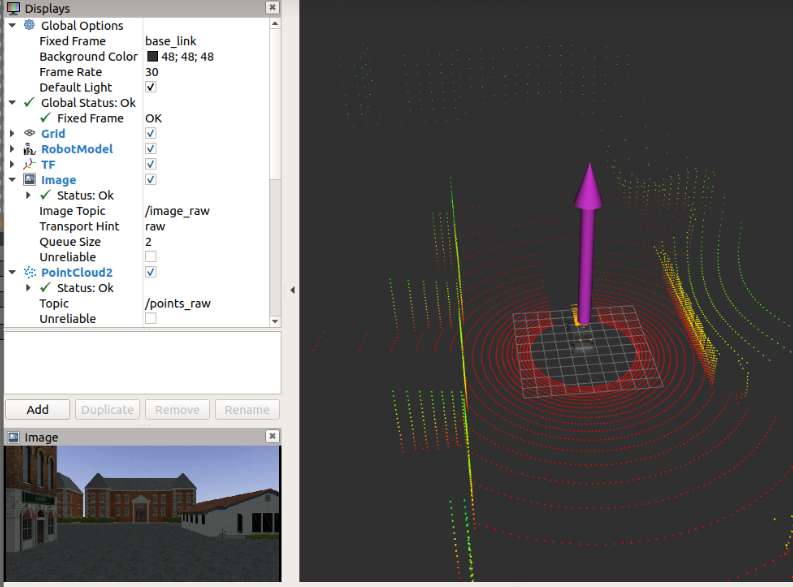 Displays
Global Options
Fixed Frame base_link
Background Color 48; 48; 48
Frame Rate 30
Default Light
Global Status: Ok
Fixed Frame OK
Grid
RobotModel
TF
Image
Status: Ok
Image Topic /image_raw
Transport Hint raw
Queue Size 2
Unreliable
PointCloud2
Status: Ok
Topic /points_raw
Unreliable
Add Duplicate Remove Rename
Image